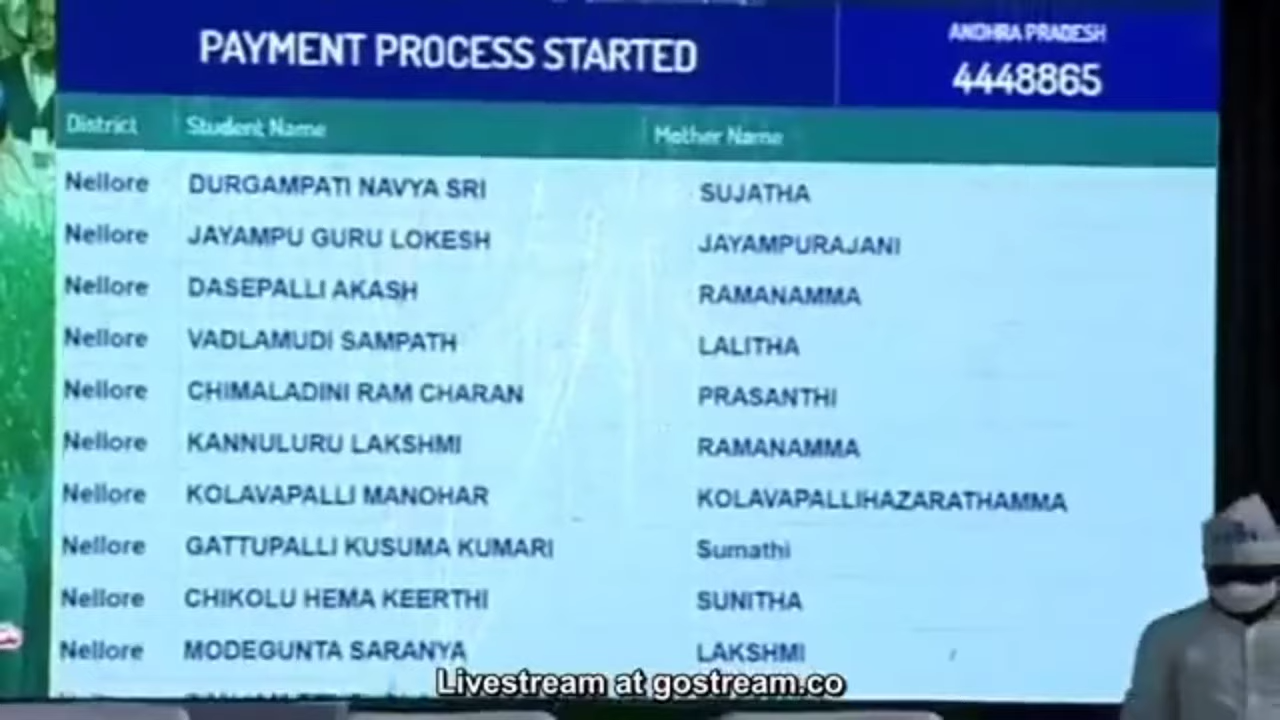 PAYMENT PROCESS STARTED
ANDHRA PRADESH
4448865
District Student Name Mother Name
Nellore DURGAMPATI NAVYA SRI SUJATHA
Nellore JAYAMPU GURU LOKESH JAYAMPURAJANI
Nellore DASEPALLI AKASH RAMANAMMA
Nellore VADLAMUDI SAMPATH LALITHA
Nellore CHIMALADINI RAM CHARAN PRASANTHI
Nellore KANNULURU LAKSHMI RAMANAMMA
Nellore KOLAVAPALLI MANOHAR KOLAVAPALLIHAZARATHAMMA
Nellore GATTUPALLI KUSUMA KUMARI Sumathi
Nellore CHIKOLU HEMA KEERTHI SUNITHA
Nellore MODEGUNTA SARANYA LAKSHMI
Livestream at gostream.co